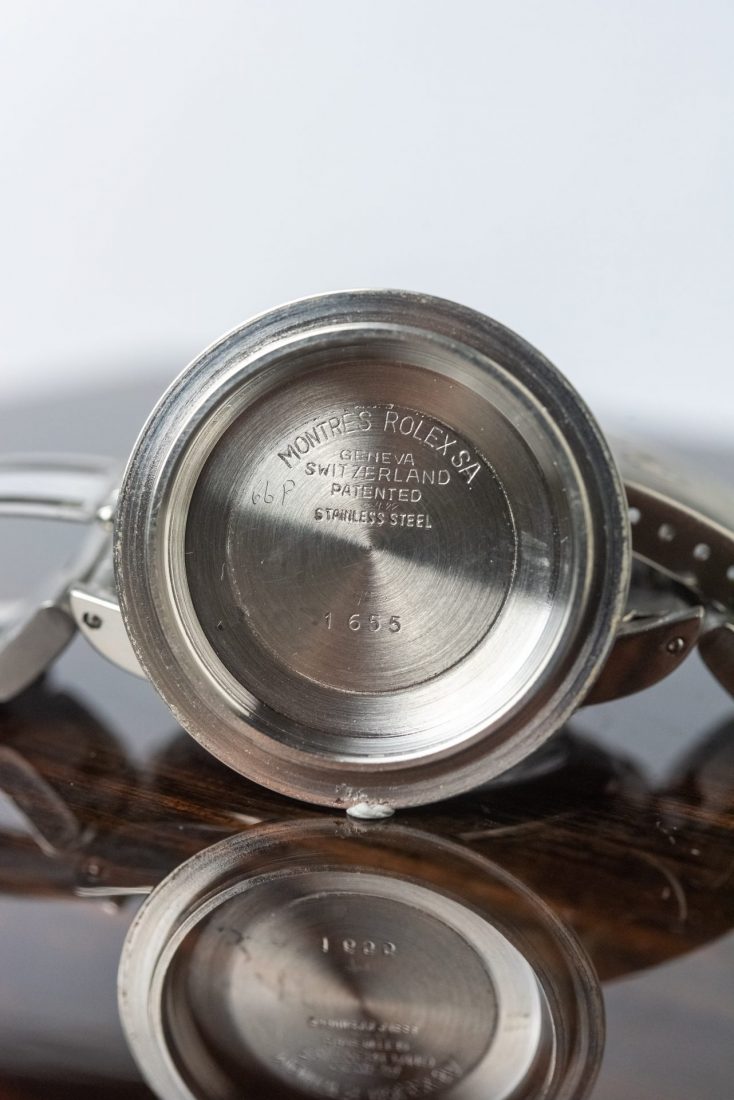 MONTRES ROLEX SA
GENEVA
SWITZERLAND
PATENTED
STAINLESS STEEL
66P
1655